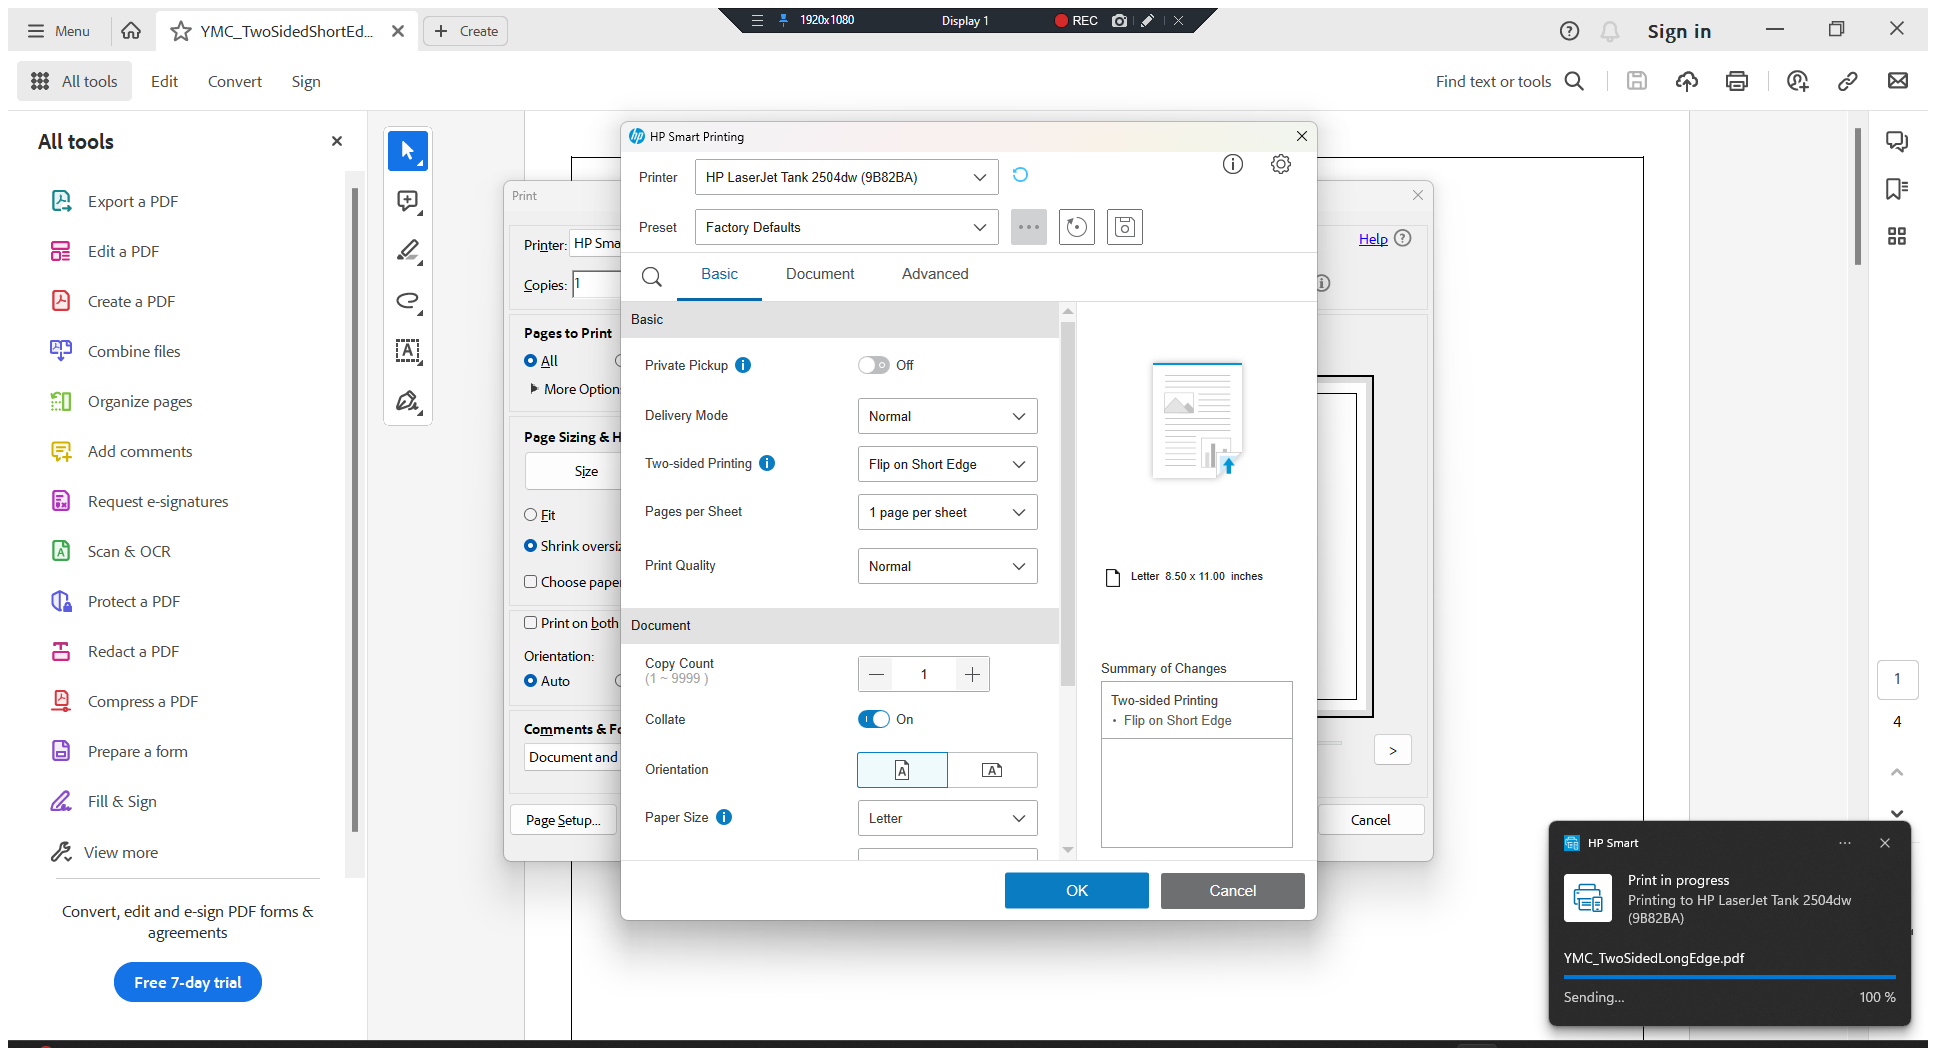 Menu
YMC_TwoSidedShortEd...
Create
1920x1080
Display 1
REC
Sign in
All tools
Edit
Convert
Sign
Find text or tools
All tools
Export a PDF
Edit a PDF
Create a PDF
Combine files
Organize pages
Add comments
Request e-signatures
Scan & OCR
Protect a PDF
Redact a PDF
Compress a PDF
Prepare a form
Fill & Sign
View more
Convert, edit and e-sign PDF forms &
agreements
Free 7-day trial
Print
Printer: HP Sma
Copies: 1
Help
Pages to Print
All
More Option
Page Sizing & H
Size
Fit
Shrink oversiz
Choose paper
Print on both
Orientation:
Auto
Comments & Fo
Document and
Page Setup...
>
Cancel
HP Smart Printing
Printer
HP LaserJet Tank 2504dw (9B82BA)
Preset
Factory Defaults
Basic
Document
Advanced
Basic
Private Pickup
Off
Delivery Mode
Normal
Two-sided Printing
Flip on Short Edge
Pages per Sheet
1 page per sheet
Print Quality
Normal
Document
Copy Count
(1 ~ 9999 )
1
Collate
On
Orientation
Paper Size
Letter
Letter 8.50 x 11.00 inches
Summary of Changes
Two-sided Printing
• Flip on Short Edge
OK
Cancel
1
4
HP Smart
Print in progress
Printing to HP LaserJet Tank 2504dw
(9B82BA)
YMC_TwoSidedLongEdge.pdf
Sending...
100 %